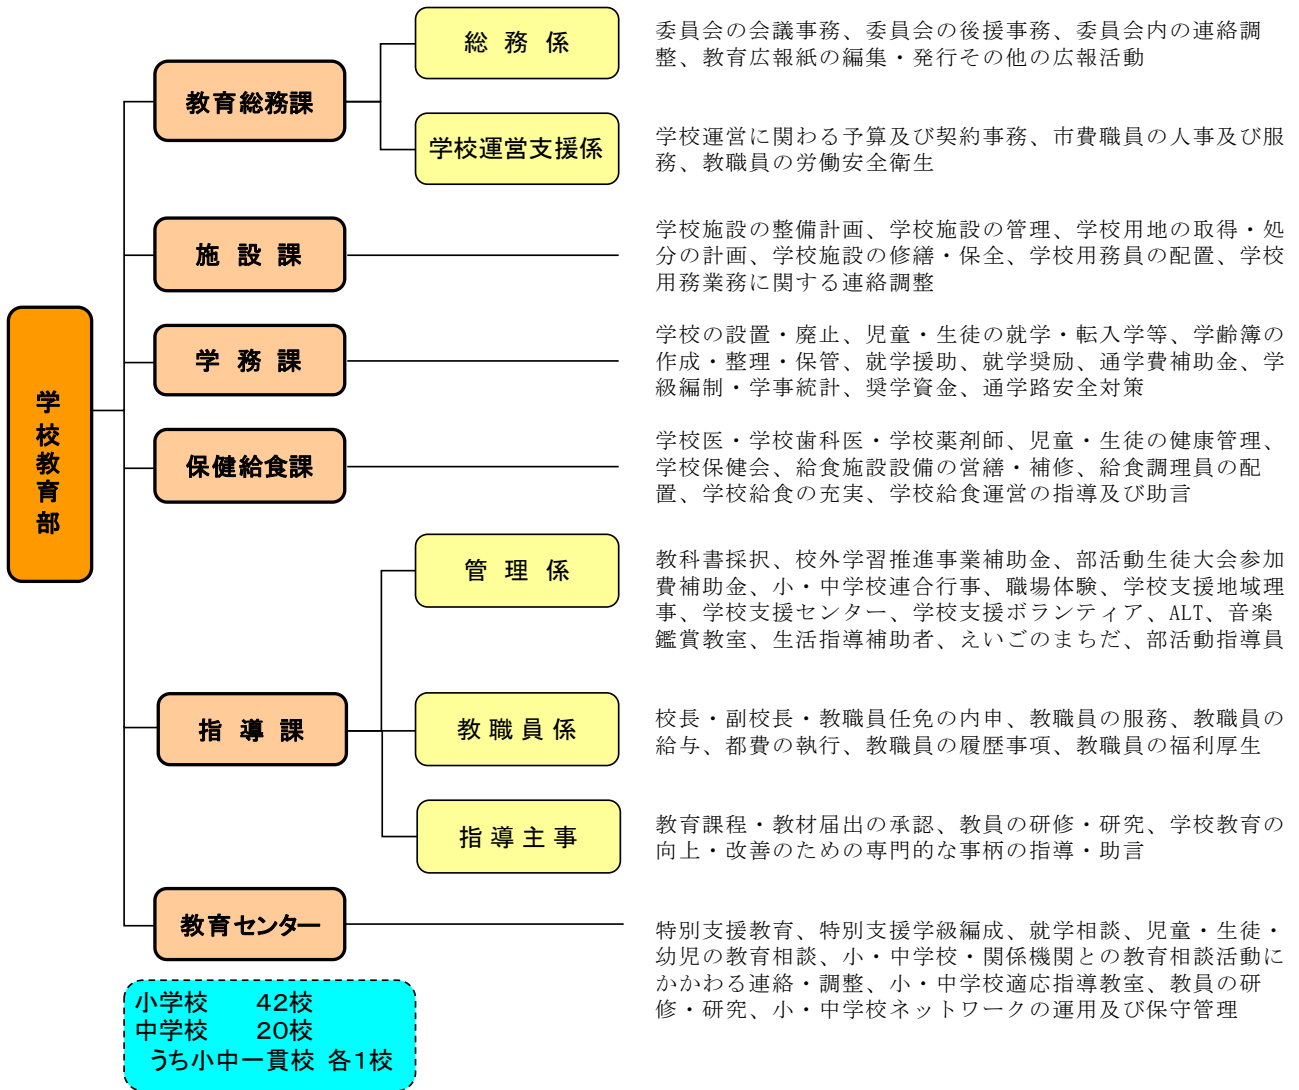 学校教育部
教育総務課
総務係
委員会の会議事務、委員会の後援事務、委員会内の連絡調
整、教育広報紙の編集・発行その他の広報活動
学校運営支援係
学校運営に関わる予算及び契約事務、市費職員の人事及び服
務、教職員の労働安全衛生
施設課
学校施設の整備計画、学校施設の管理、学校用地の取得・処
分の計画、学校施設の修繕・保全、学校用務員の配置、学校
用務業務に関する連絡調整
学務課
学校の設置・廃止、児童・生徒の就学・転入学等、学齢簿の
作成・整理・保管、就学援助、就学奨励、通学費補助金、学
級編制・学事統計、奨学資金、通学路安全対策
保健給食課
学校医・学校歯科医・学校薬剤師、児童・生徒の健康管理、
学校保健会、給食施設設備の営繕・補修、給食調理員の配
置、学校給食の充実、学校給食運営の指導及び助言
指導課
管理係
教科書採択、校外学習推進事業補助金、部活動生徒大会参加
費補助金、小・中学校連合行事、職場体験、学校支援地域理
事、学校支援センター、学校支援ボランティア、ALT、音楽
鑑賞教室、生活指導補助者、えいごのまちだ、部活動指導員
教職員係
校長・副校長・教職員任免の内申、教職員の服務、教職員の
給与、都費の執行、教職員の履歴事項、教職員の福利厚生
指導主事
教育課程・教材届出の承認、教員の研修・研究、学校教育の
向上・改善のための専門的な事柄の指導・助言
教育センター
特別支援教育、特別支援学級編成、就学相談、児童・生徒・
幼児の教育相談、小・中学校・関係機関との教育相談活動に
かかわる連絡・調整、小・中学校適応指導教室、教員の研
修・研究、小・中学校ネットワークの運用及び保守管理
小学校　42校
中学校　20校
うち小中一貫校 各1校